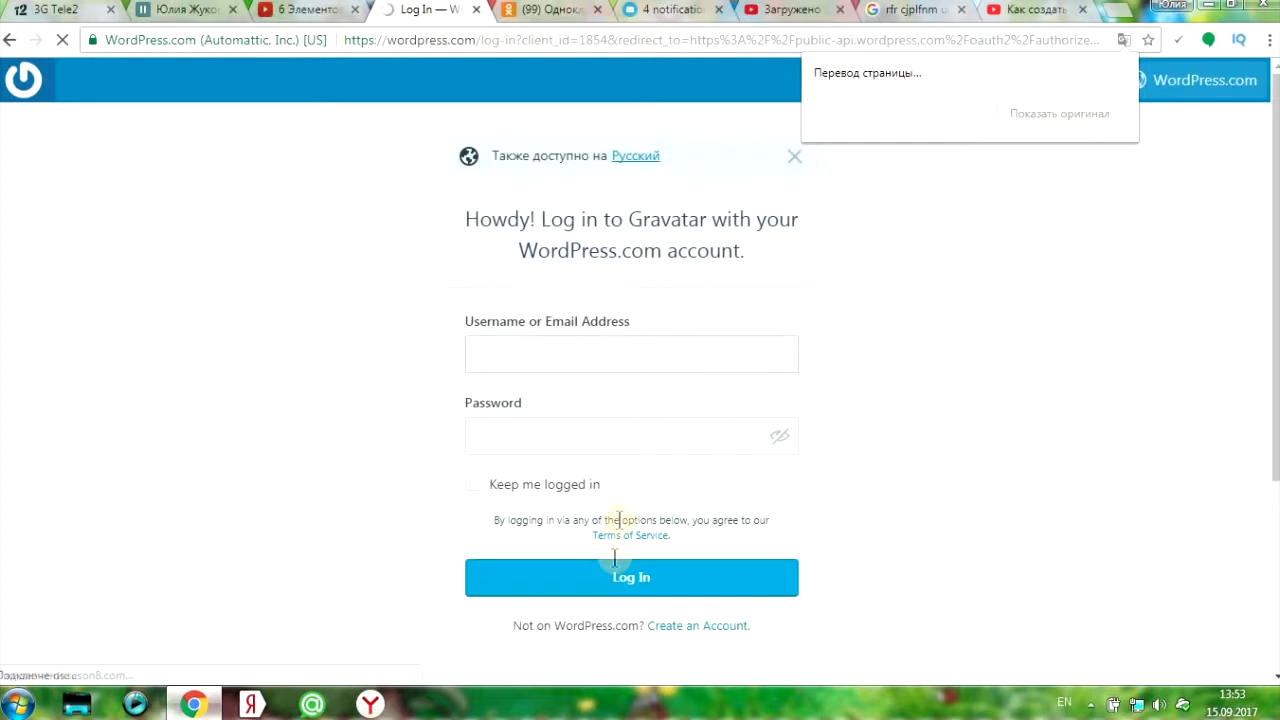 3G Tele2
Юлия Жуко
6 Элементо
Log In — W
(99) Однокл
4 notificatio
Загружено
rfr cjplfnm u
Как создать
Юлия
WordPress.com (Automattic, Inc.) [US]
https://wordpress.com/log-in?client_id=1854&redirect_to=https%3A%2F%2Fpublic-api.wordpress.com%2Foauth2%2Fauthorize...
IQ
Перевод страницы...
WordPress.com
Показать оригинал
Также доступно на Русский
Howdy! Log in to Gravatar with your
WordPress.com account.
Username or Email Address
Password
Keep me logged in
By logging in via any of the options below, you agree to our
Terms of Service.
Log In
Not on WordPress.com? Create an Account.
EN
13:53
15.09.2017